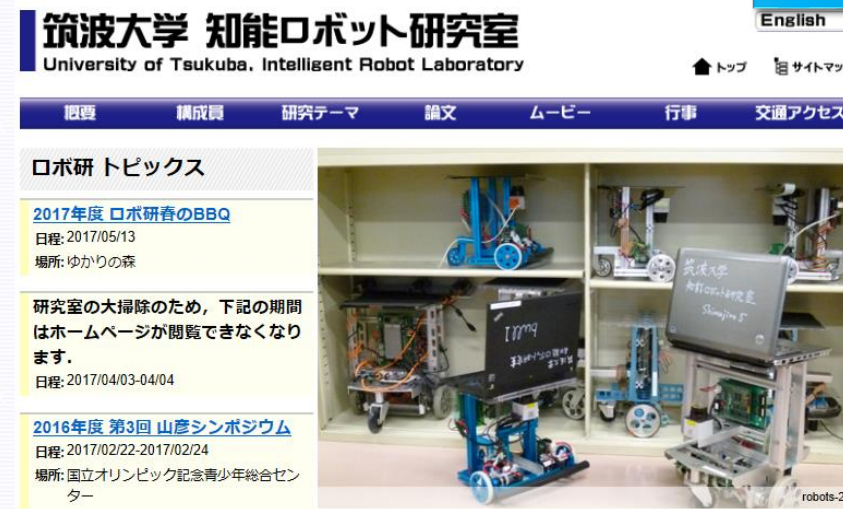 筑波大学 知能ロボット研究室
University of Tsukuba. Intelligent Robot Laboratory
English
トップ
サイトマッ
概要 構成員 研究テーマ 論文 ムービー 行事 交通アクセス
ロボ研 トピックス
2017年度 ロボ研春のBBQ
日程: 2017/05/13
場所: ゆかりの森
研究室の大掃除のため，下記の期間
はホームページが閲覧できなくなり
ます．
日程: 2017/04/03-04/04
2016年度 第3回 山彦シンポジウム
日程: 2017/02/22-2017/02/24
場所: 国立オリンピック記念青少年総合セン
ター
筑波大学
知能ロボット研究室
Shimejino5
robots-2